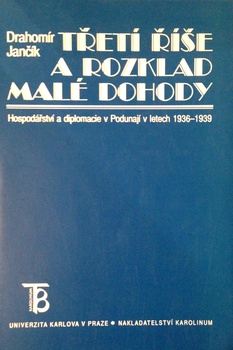 Drahomír
Jančík
TŘETÍ ŘÍŠE
A ROZKLAD
MALÉ DOHODY
Hospodářství a diplomacie v Podunají v letech 1936–1939
UNIVERZITA KARLOVA V PRAZE • NAKLADATELSTVÍ KAROLINUM